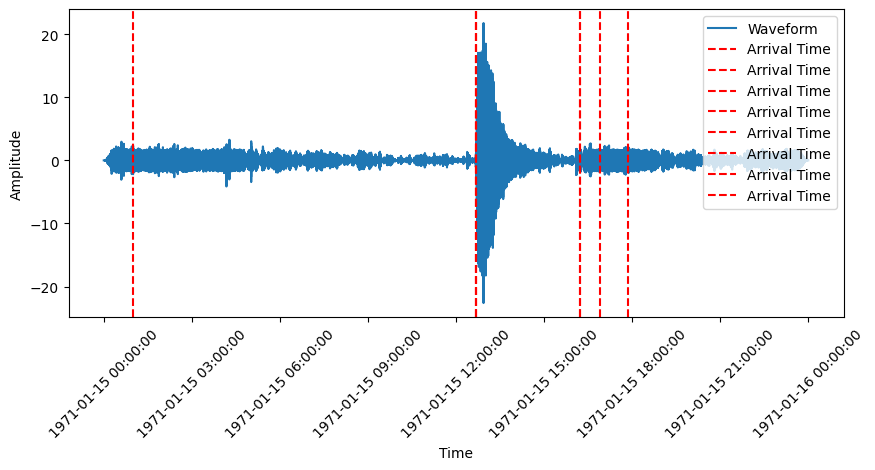 20
10
0
−10
−20
Amplitude
Waveform
Arrival Time
Arrival Time
Arrival Time
Arrival Time
Arrival Time
Arrival Time
Arrival Time
Arrival Time
1971-01-15 00:00:00
1971-01-15 03:00:00
1971-01-15 06:00:00
1971-01-15 09:00:00
1971-01-15 12:00:00
1971-01-15 15:00:00
1971-01-15 18:00:00
1971-01-15 21:00:00
1971-01-16 00:00:00
Time